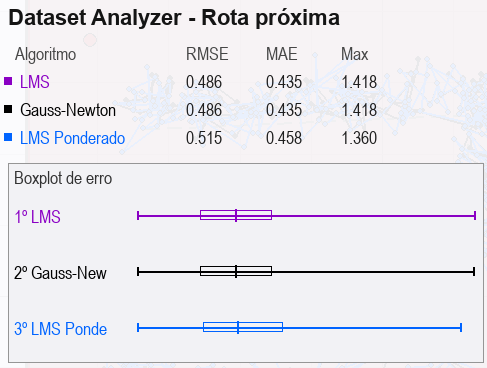 Dataset Analyzer - Rota próxima
Algoritmo RMSE MAE Max
LMS 0.486 0.435 1.418
Gauss-Newton 0.486 0.435 1.418
LMS Ponderado 0.515 0.458 1.360
Boxplot de erro
1º LMS
2º Gauss-New
3º LMS Ponde